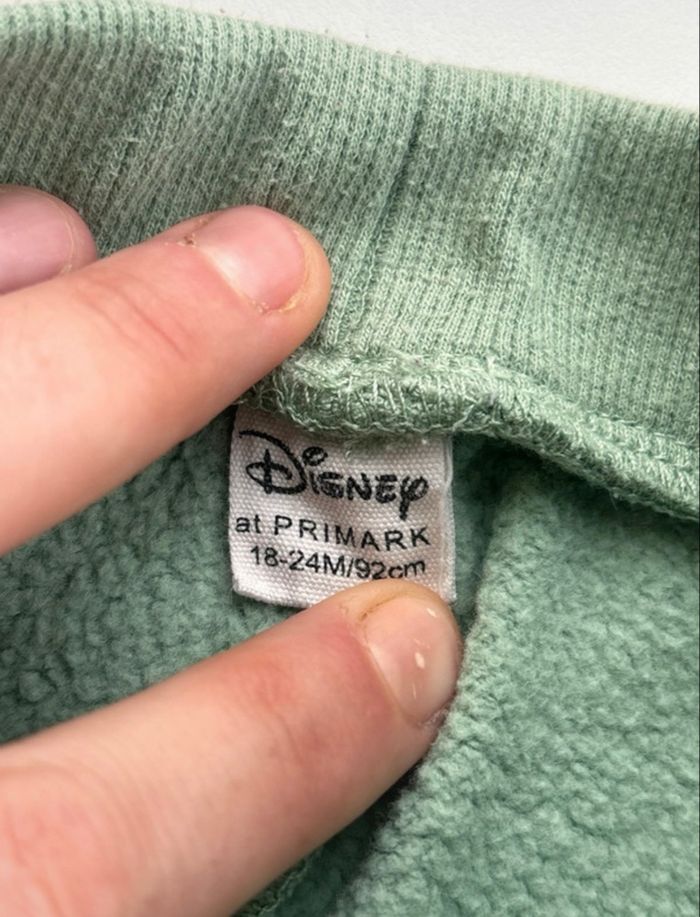 Disney
at PRIMARK
18-24M/92cm